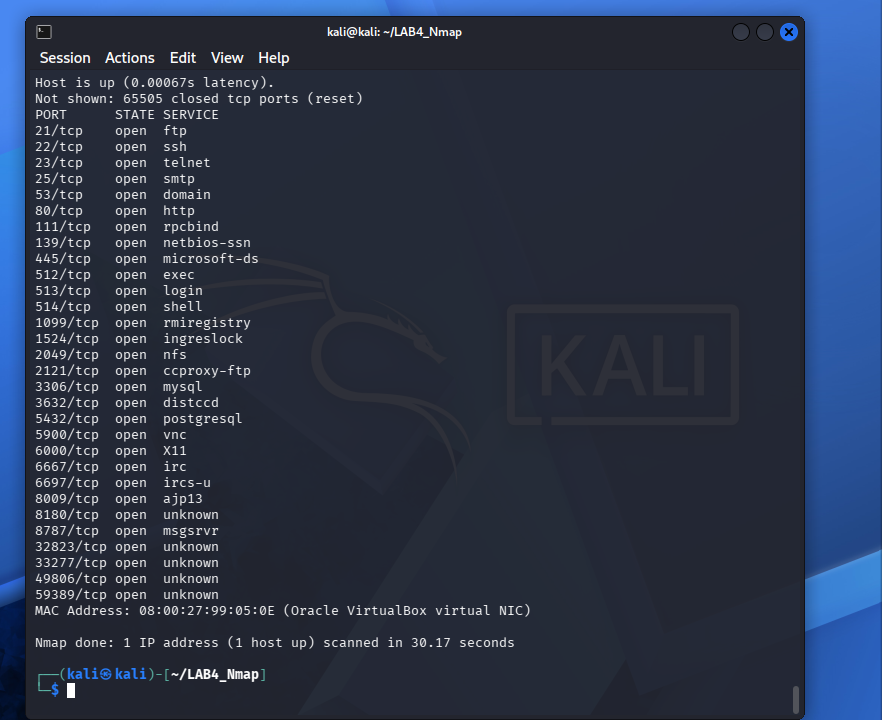 kali@kali: ~/LAB4_Nmap
Session Actions Edit View Help
Host is up (0.00067s latency).
Not shown: 65505 closed tcp ports (reset)
PORT      STATE SERVICE
21/tcp    open  ftp
22/tcp    open  ssh
23/tcp    open  telnet
25/tcp    open  smtp
53/tcp    open  domain
80/tcp    open  http
111/tcp   open  rpcbind
139/tcp   open  netbios-ssn
445/tcp   open  microsoft-ds
512/tcp   open  exec
513/tcp   open  login
514/tcp   open  shell
1099/tcp  open  rmiregistry
1524/tcp  open  ingreslock
2049/tcp  open  nfs
2121/tcp  open  ccproxy-ftp
3306/tcp  open  mysql
3632/tcp  open  distccd
5432/tcp  open  postgresql
5900/tcp  open  vnc
6000/tcp  open  X11
6667/tcp  open  irc
6697/tcp  open  ircs-u
8009/tcp  open  ajp13
8180/tcp  open  unknown
8787/tcp  open  msgsrvr
32823/tcp open  unknown
33277/tcp open  unknown
49806/tcp open  unknown
59389/tcp open  unknown
MAC Address: 08:00:27:99:05:0E (Oracle VirtualBox virtual NIC)
Nmap done: 1 IP address (1 host up) scanned in 30.17 seconds
┌──(kali㉿kali)-[~/LAB4_Nmap]
└─$
KALI